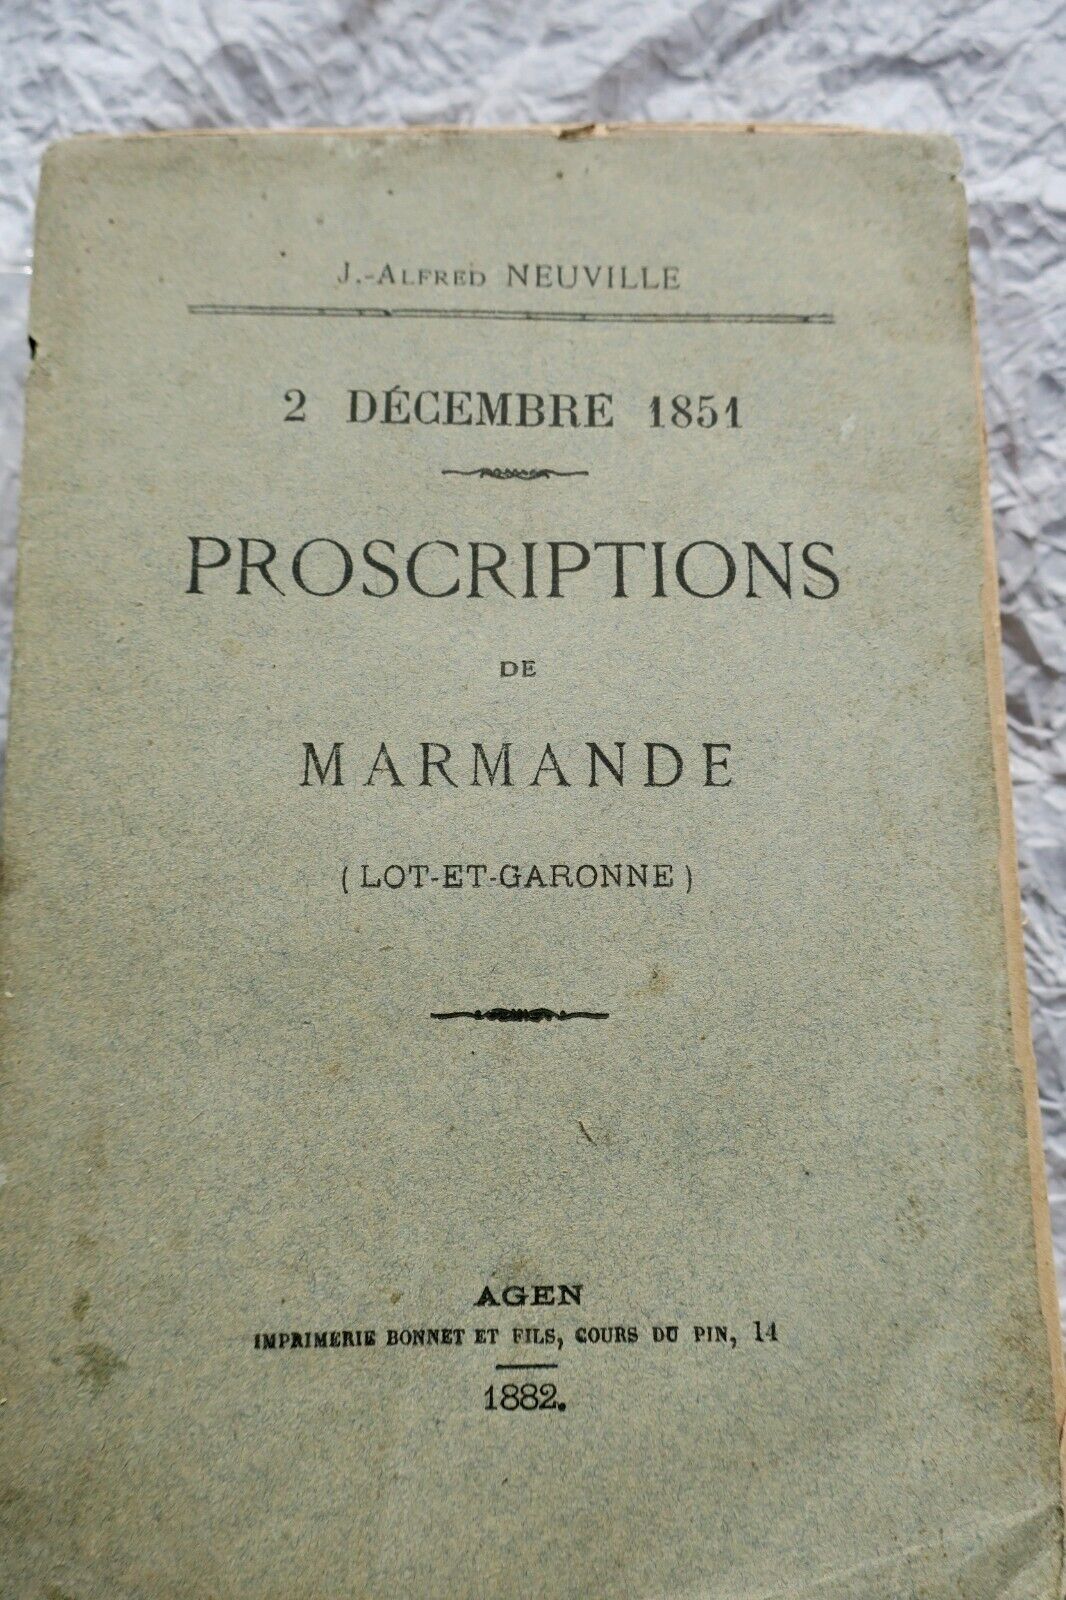 J.-ALFRED NEUVILLE
2 DÉCEMBRE 1851
PROSCRIPTIONS
DE
MARMANDE
(LOT-ET-GARONNE)
AGEN
IMPRIMERIE BONNET ET FILS, COURS DU PIN, 14
1882.